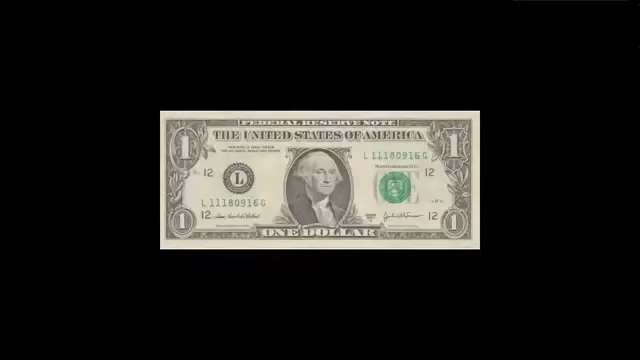 FEDERAL RESERVE NOTE
THE UNITED STATES OF AMERICA
1
1
L 11180916 G
12
12
L
L 11180916 G
12
12
1
1
ONE DOLLAR